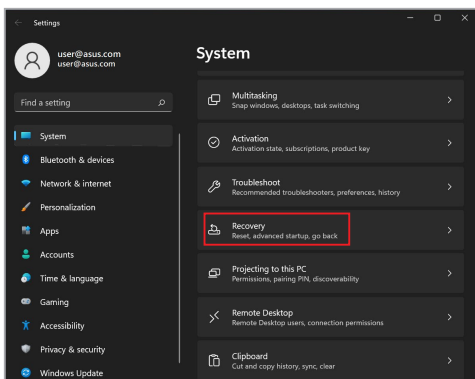 Settings
user@asus.com
user@asus.com
Find a setting
System
Bluetooth & devices
Network & internet
Personalization
Apps
Accounts
Time & language
Gaming
Accessibility
Privacy & security
Windows Update
System
Multitasking
Snap windows, desktops, task switching
Activation
Activation state, subscriptions, product key
Troubleshoot
Recommended troubleshooters, preferences, history
Recovery
Reset, advanced startup, go back
Projecting to this PC
Permissions, pairing PIN, discoverability
Remote Desktop
Remote Desktop users, connection permissions
Clipboard
Cut and copy history, sync, clear